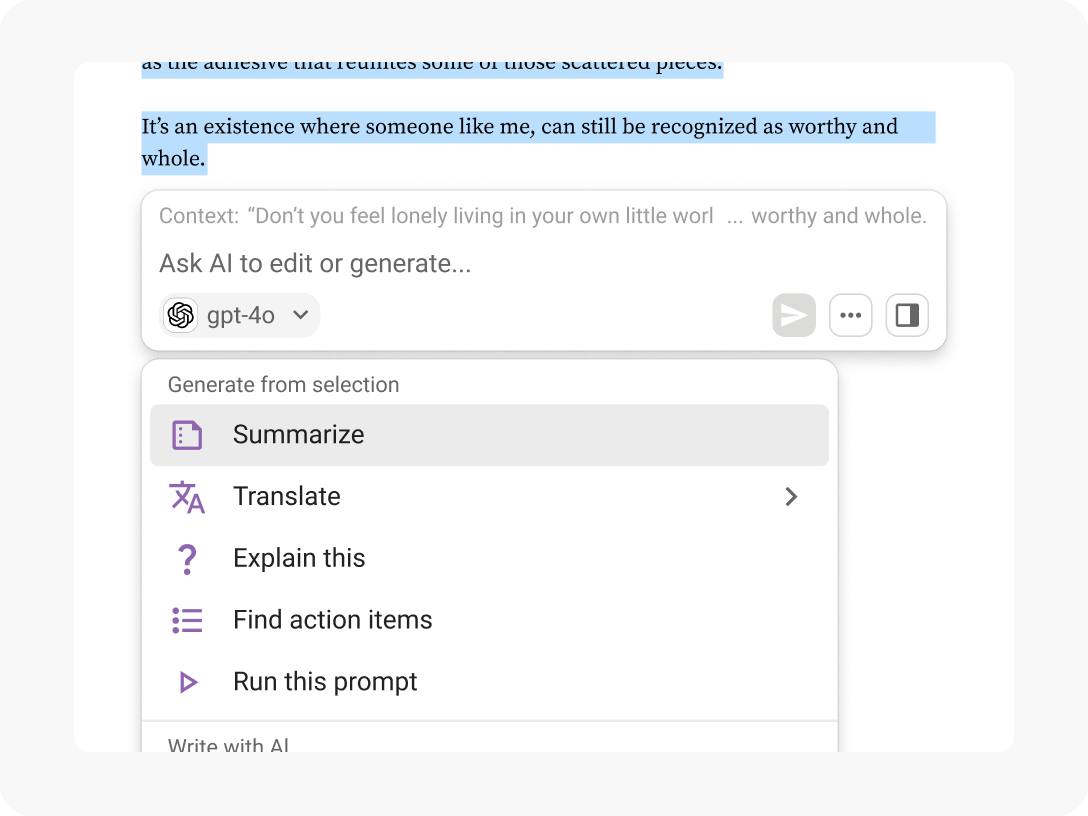 as the adhesive that reunites some of those scattered pieces.
It’s an existence where someone like me, can still be recognized as worthy and
whole.
Context: “Don’t you feel lonely living in your own little worl ... worthy and whole.
Ask AI to edit or generate...
gpt-4o
Generate from selection
Summarize
Translate
Explain this
Find action items
Run this prompt
Write with AI